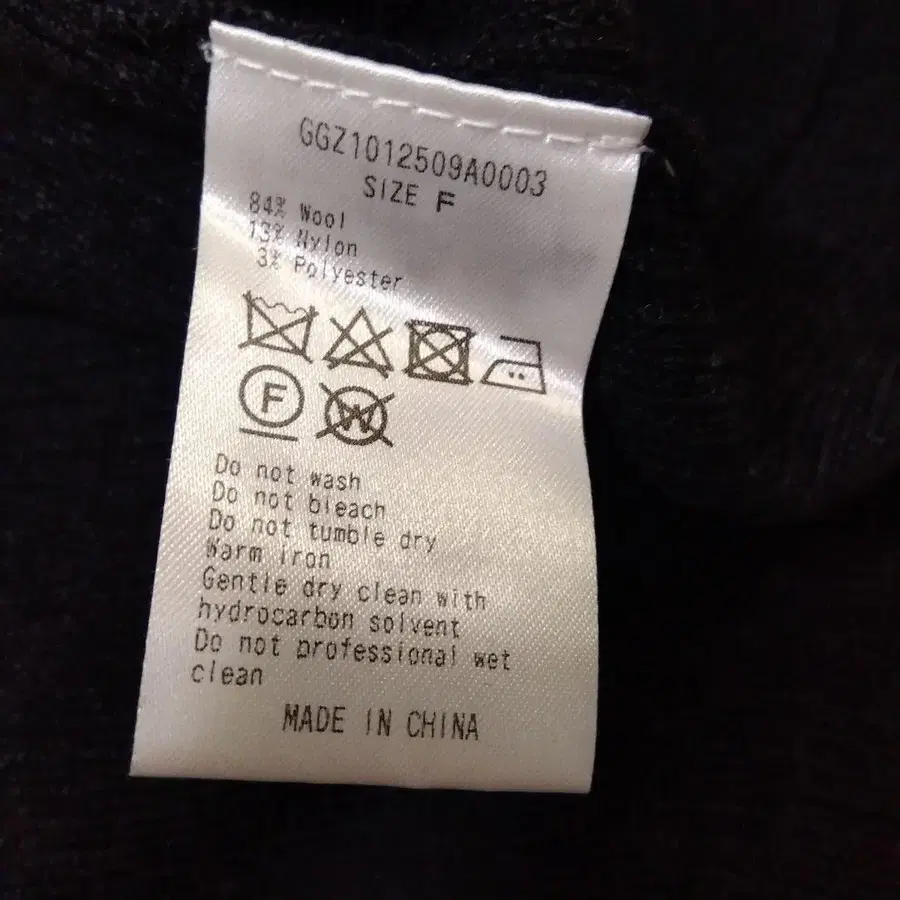 GGZ1012509A0003
SIZE F
84% Wool
13% Nylon
3% Polyester
F
W
Do not wash
Do not bleach
Do not tumble dry
Warm iron
Gentle dry clean with
hydrocarbon solvent
Do not professional wet
clean
MADE IN CHINA